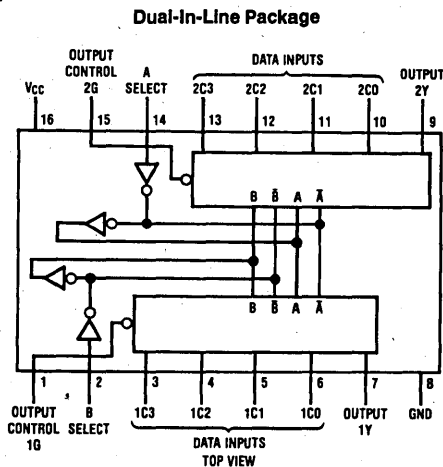 Dual-In-Line Package
OUTPUT
CONTROL
2G
A
SELECT
DATA INPUTS
2C3 2C2 2C1 2C0
OUTPUT
2Y
VCC
16 15 14 13 12 11 10 9
B B̄ A Ā
B B̄ A Ā
1 2 3 4 5 6 7 8
OUTPUT
CONTROL
1G
B
SELECT
1C3 1C2 1C1 1C0
DATA INPUTS
OUTPUT
1Y
GND
TOP VIEW